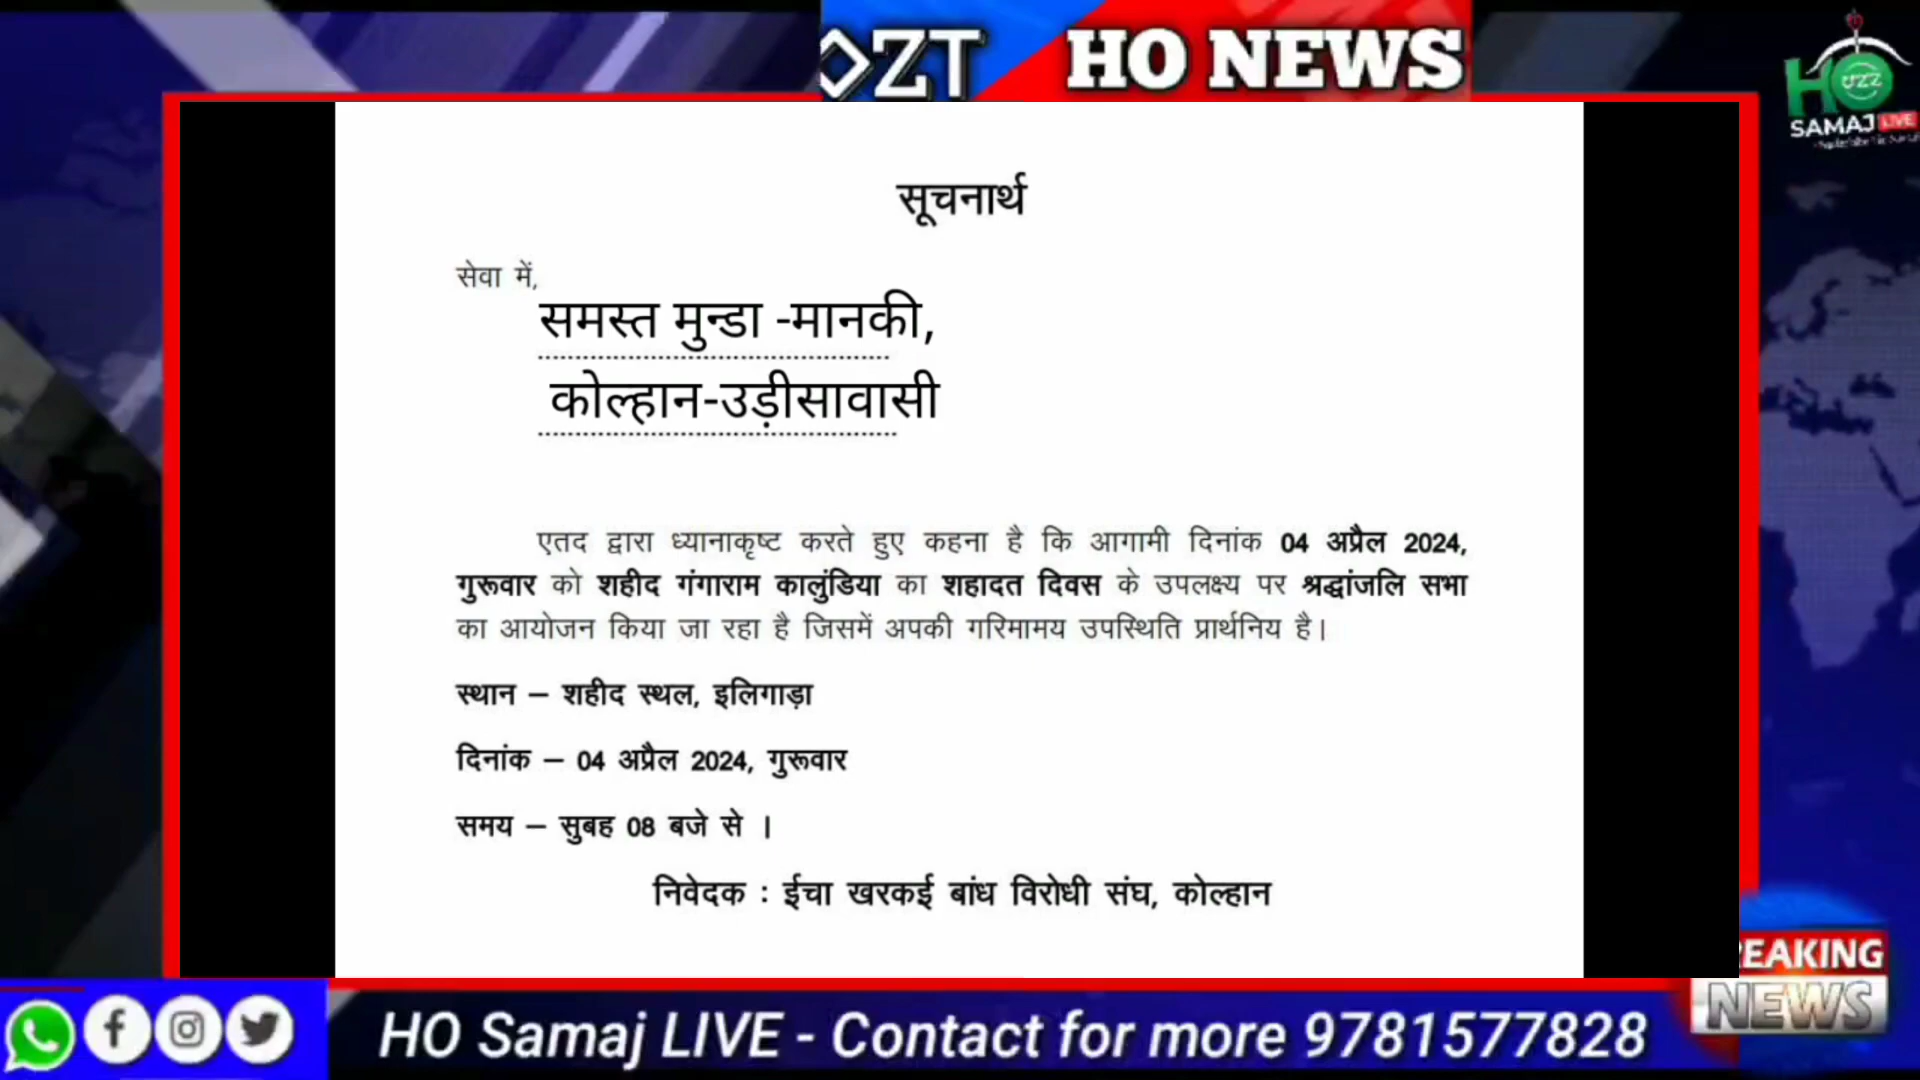 ZT HO NEWS
HO
SAMAJ LIVE
सूचनार्थ
सेवा में,
समस्त मुन्डा -मानकी,
कोल्हान-उड़ीसावासी
एतद द्वारा ध्यानाकृष्ट करते हुए कहना है कि आगामी दिनांक 04 अप्रैल 2024,
गुरूवार को शहीद गंगाराम कालुंडिया का शहादत दिवस के उपलक्ष्य पर श्रद्धांजलि सभा
का आयोजन किया जा रहा है जिसमें अपकी गरिमामय उपस्थिति प्रार्थनिय है।
स्थान – शहीद स्थल, इलिगाड़ा
दिनांक – 04 अप्रैल 2024, गुरूवार
समय – सुबह 08 बजे से ।
निवेदक : ईचा खरकई बांध विरोधी संघ, कोल्हान
EAKING
NEWS
HO Samaj LIVE - Contact for more 9781577828